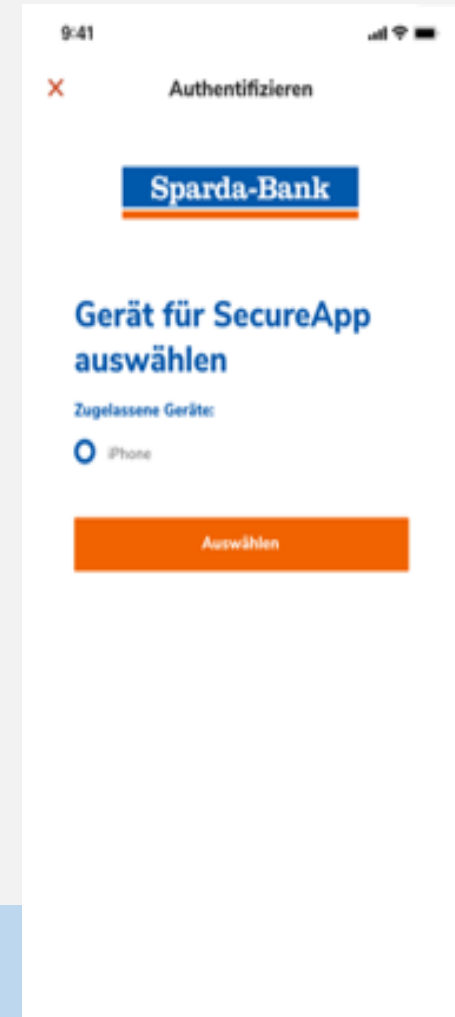 9:41
Authentifizieren
Sparda-Bank
Gerät für SecureApp
auswählen
Zugelassene Geräte:
iPhone
Auswählen